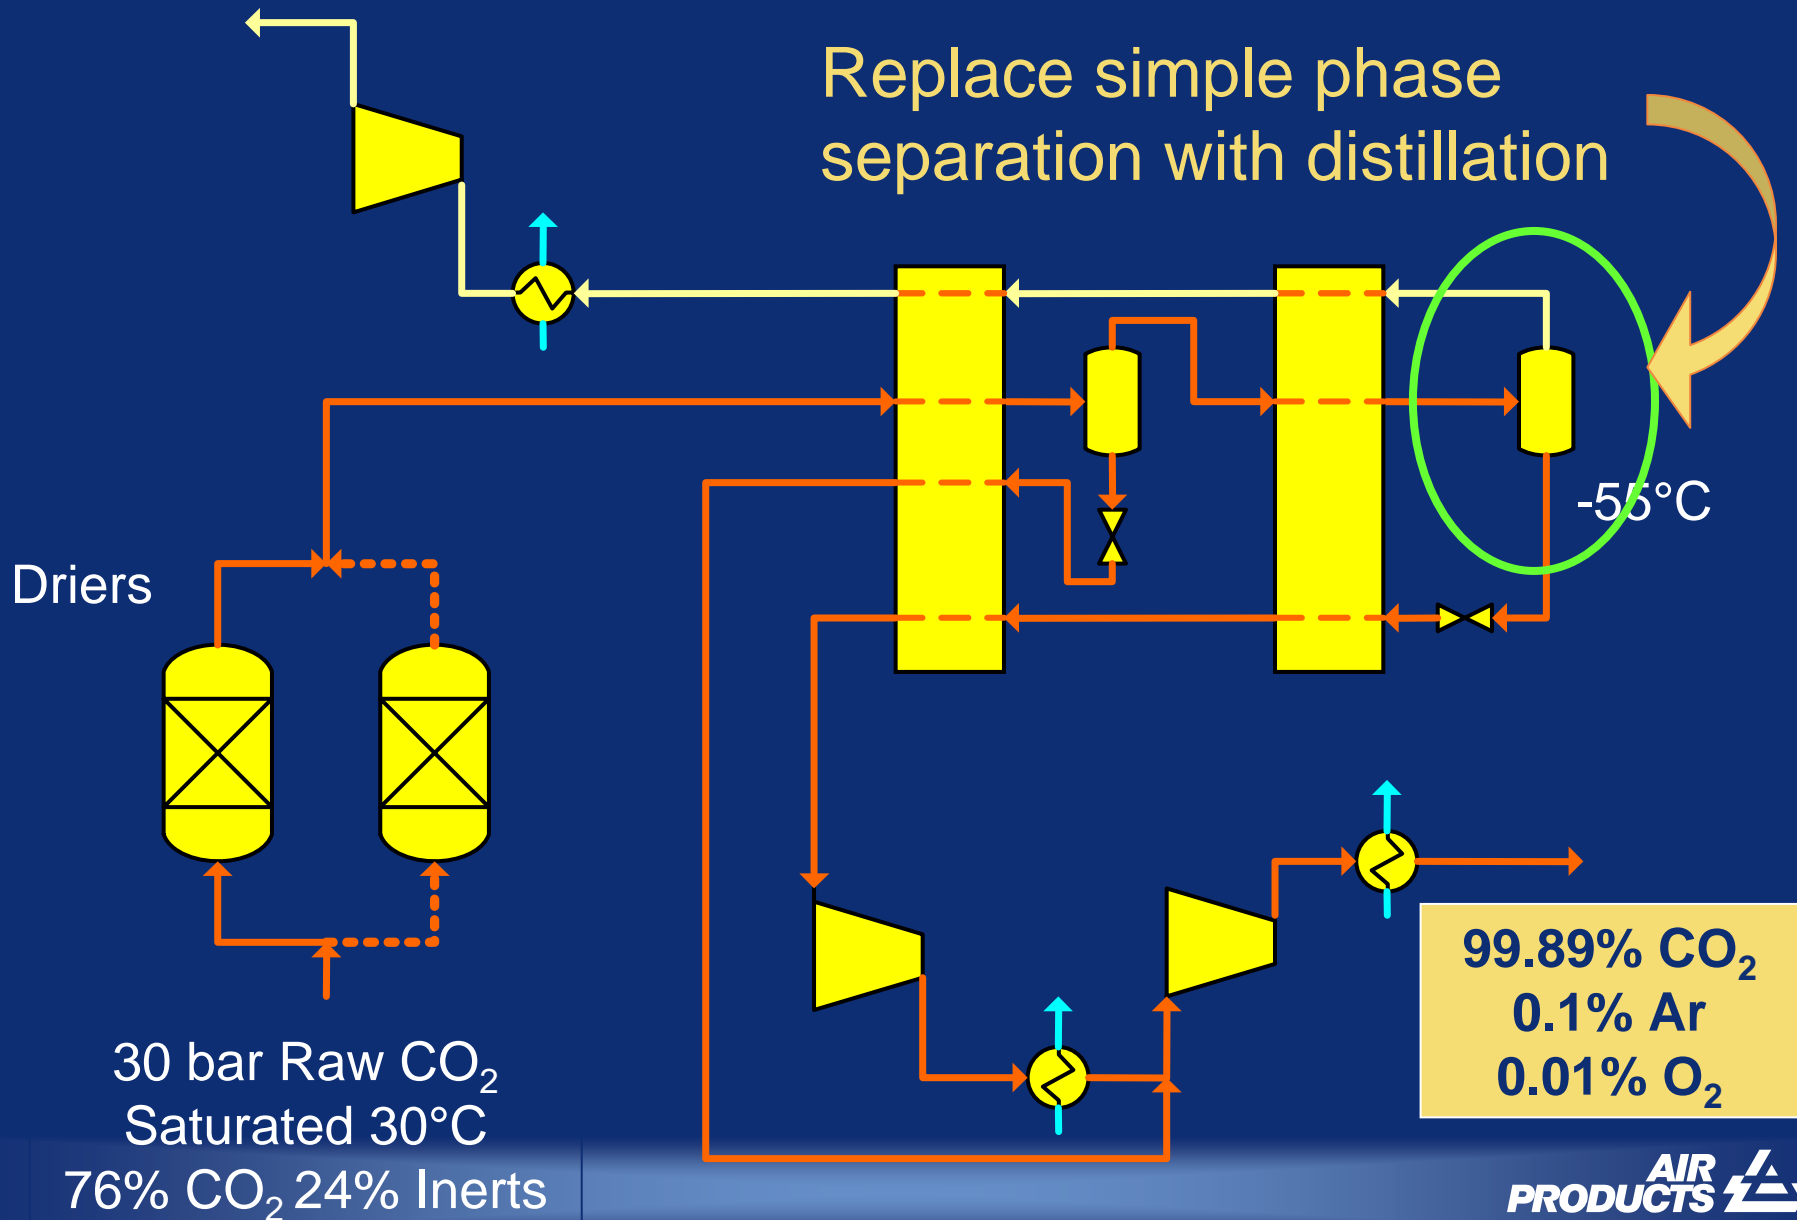 Replace simple phase
separation with distillation
-55°C
Driers
99.89% CO₂
0.1% Ar
0.01% O₂
30 bar Raw CO₂
Saturated 30°C
76% CO₂ 24% Inerts
AIR
PRODUCTS